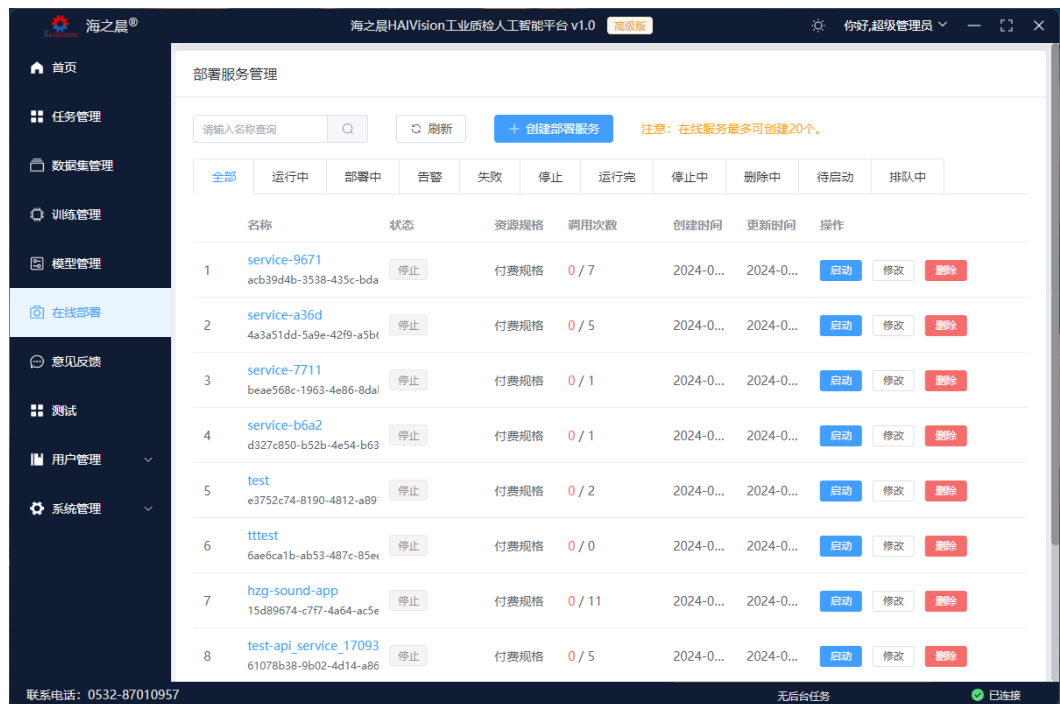 海之晨® 海之晨HAIVision工业质检人工智能平台 v1.0 高级版 你好,超级管理员
首页
任务管理
数据集管理
训练管理
模型管理
在线部署
意见反馈
测试
用户管理
系统管理
部署服务管理
请输入名称查询 刷新 创建部署服务 注意：在线服务最多可创建20个。
全部 运行中 部署中 告警 失败 停止 运行完 停止中 删除中 待启动 排队中
名称 状态 资源规格 调用次数 创建时间 更新时间 操作
1 service-9671 停止 付费规格 0 / 7 2024-0... 2024-0... 启动 修改 删除
acb39d4b-3538-435c-bda
2 service-a36d 停止 付费规格 0 / 5 2024-0... 2024-0... 启动 修改 删除
4a3a51dd-5a9e-42f9-a5b6
3 service-7711 停止 付费规格 0 / 1 2024-0... 2024-0... 启动 修改 删除
beae568c-1963-4e86-8dal
4 service-b6a2 停止 付费规格 0 / 1 2024-0... 2024-0... 启动 修改 删除
d327c850-b52b-4e54-b63
5 test 停止 付费规格 0 / 2 2024-0... 2024-0... 启动 修改 删除
e3752c74-8190-4812-a89
6 tttest 停止 付费规格 0 / 0 2024-0... 2024-0... 启动 修改 删除
6ae6ca1b-ab53-487c-85ee
7 hzg-sound-app 停止 付费规格 0 / 11 2024-0... 2024-0... 启动 修改 删除
15d89674-c7f7-4a64-ac5e
8 test-api_service_17093 停止 付费规格 0 / 5 2024-0... 2024-0... 启动 修改 删除
61078b38-9b02-4d14-a86
联系电话：0532-87010957 无后台任务 已连接